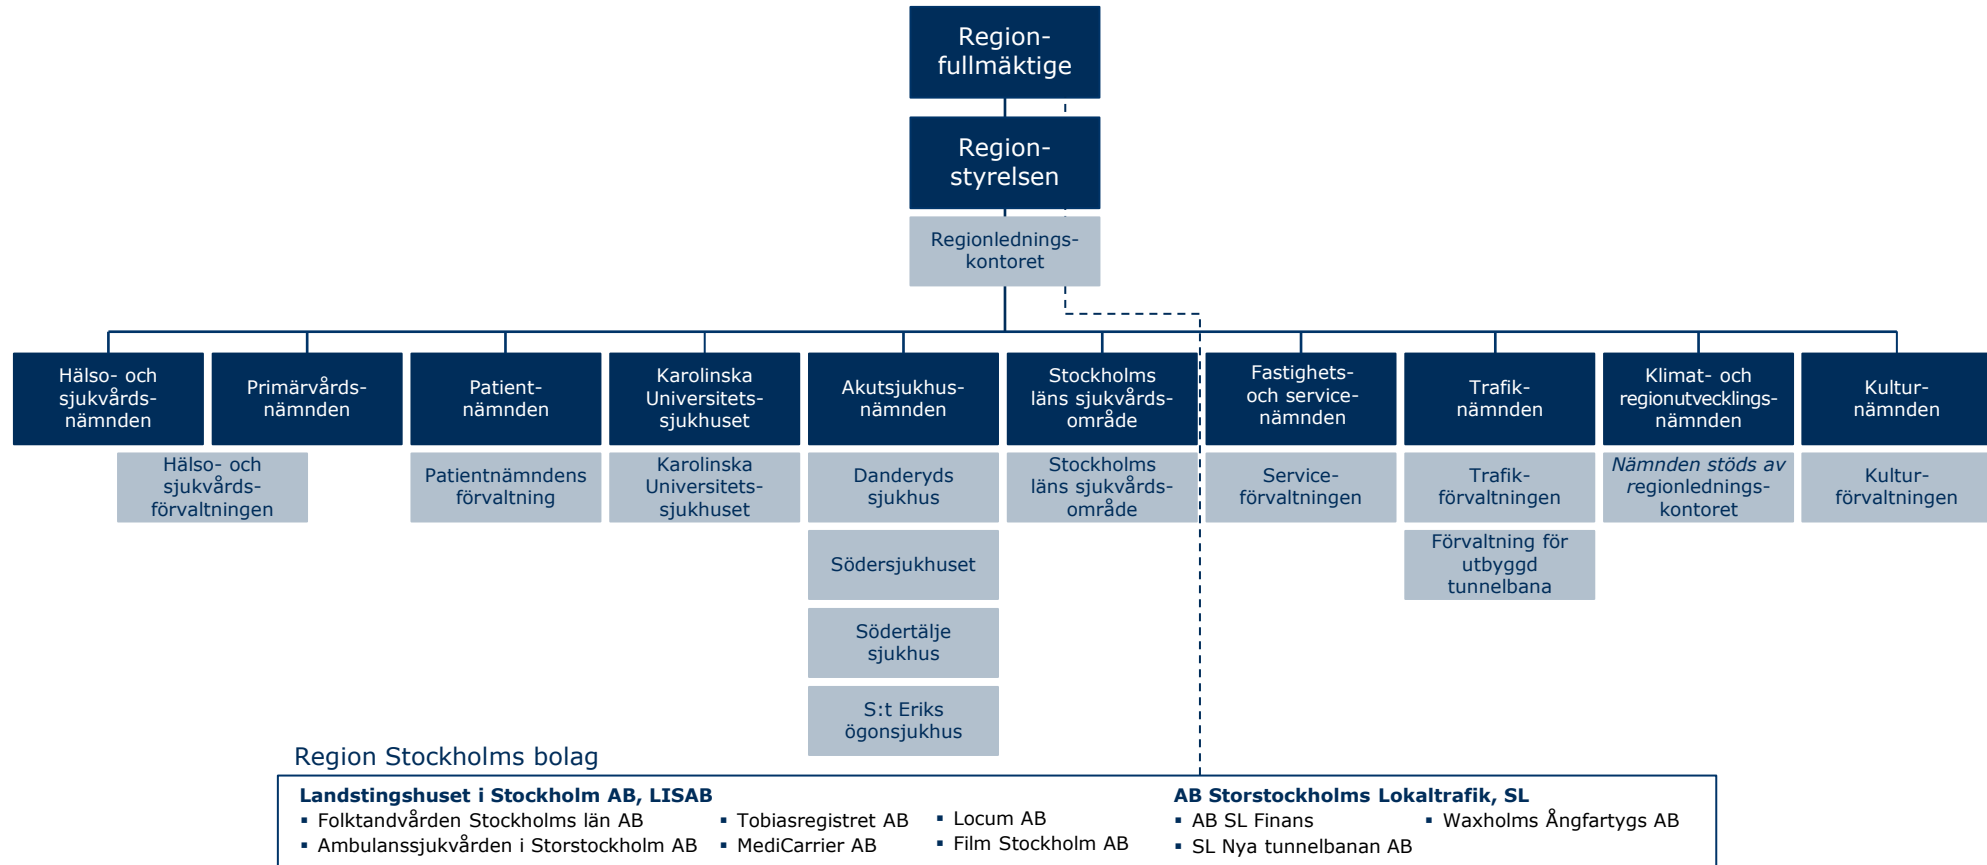 Region-
fullmäktige
Region-
styrelsen
Regionlednings-
kontoret
Hälso- och
sjukvårds-
nämnden
Primärvårds-
nämnden
Patient-
nämnden
Karolinska
Universitets-
sjukhuset
Akutsjukhus-
nämnden
Stockholms
läns sjukvårds-
område
Fastighets-
och service-
nämnden
Trafik-
nämnden
Klimat- och
regionutvecklings-
nämnden
Kultur-
nämnden
Hälso- och
sjukvårds-
förvaltningen
Patientnämndens
förvaltning
Karolinska
Universitets-
sjukhuset
Danderyds
sjukhus
Stockholms
läns sjukvårds-
område
Service-
förvaltningen
Trafik-
förvaltningen
Nämnden stöds av
regionlednings-
kontoret
Kultur-
förvaltningen
Södersjukhuset
Förvaltning för
utbyggd
tunnelbana
Södertälje
sjukhus
S:t Eriks
ögonsjukhus
Region Stockholms bolag
Landstingshuset i Stockholm AB, LISAB
▪ Folktandvården Stockholms län AB
▪ Ambulanssjukvården i Storstockholm AB
▪ Tobiasregistret AB
▪ MediCarrier AB
▪ Locum AB
▪ Film Stockholm AB
AB Storstockholms Lokaltrafik, SL
▪ AB SL Finans
▪ SL Nya tunnelbanan AB
▪ Waxholms Ångfartygs AB